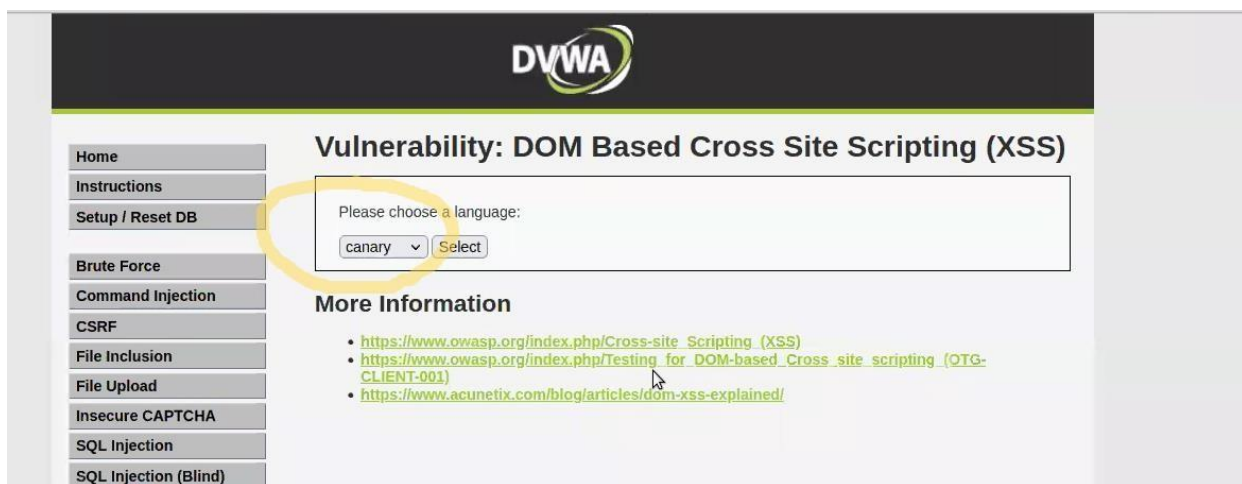 DVWA
Home
Instructions
Setup / Reset DB
Brute Force
Command Injection
CSRF
File Inclusion
File Upload
Insecure CAPTCHA
SQL Injection
SQL Injection (Blind)
Vulnerability: DOM Based Cross Site Scripting (XSS)
Please choose a language:
canary Select
More Information
https://www.owasp.org/index.php/Cross-site_Scripting_(XSS)
https://www.owasp.org/index.php/Testing_for_DOM-based_Cross_site_scripting_(OTG-
CLIENT-001)
https://www.acunetix.com/blog/articles/dom-xss-explained/